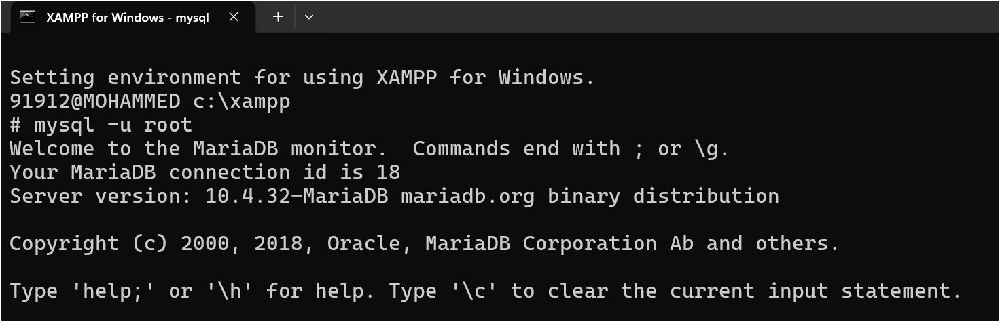 XAMPP for Windows - mysql
Setting environment for using XAMPP for Windows.
91912@MOHAMMED c:\xampp
# mysql -u root
Welcome to the MariaDB monitor.  Commands end with ; or \g.
Your MariaDB connection id is 18
Server version: 10.4.32-MariaDB mariadb.org binary distribution
Copyright (c) 2000, 2018, Oracle, MariaDB Corporation Ab and others.
Type 'help;' or '\h' for help. Type '\c' to clear the current input statement.